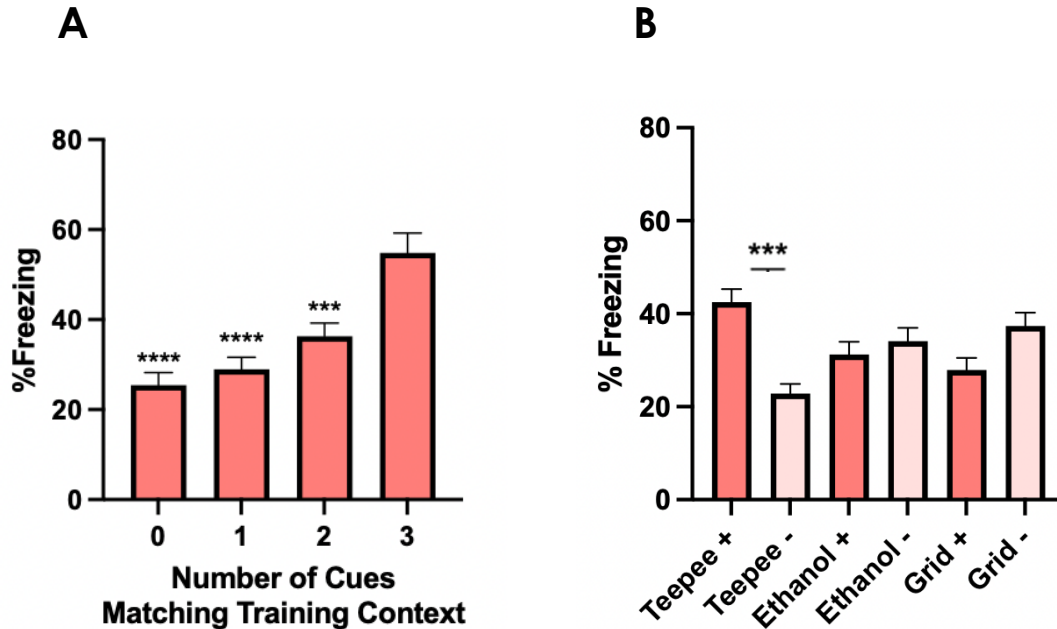 A
B
%Freezing
80
60
40
20
0
****
****
***
0 1 2 3
Number of Cues
Matching Training Context
% Freezing
80
60
40
20
0
***
Teepee +
Teepee -
Ethanol +
Ethanol -
Grid +
Grid -